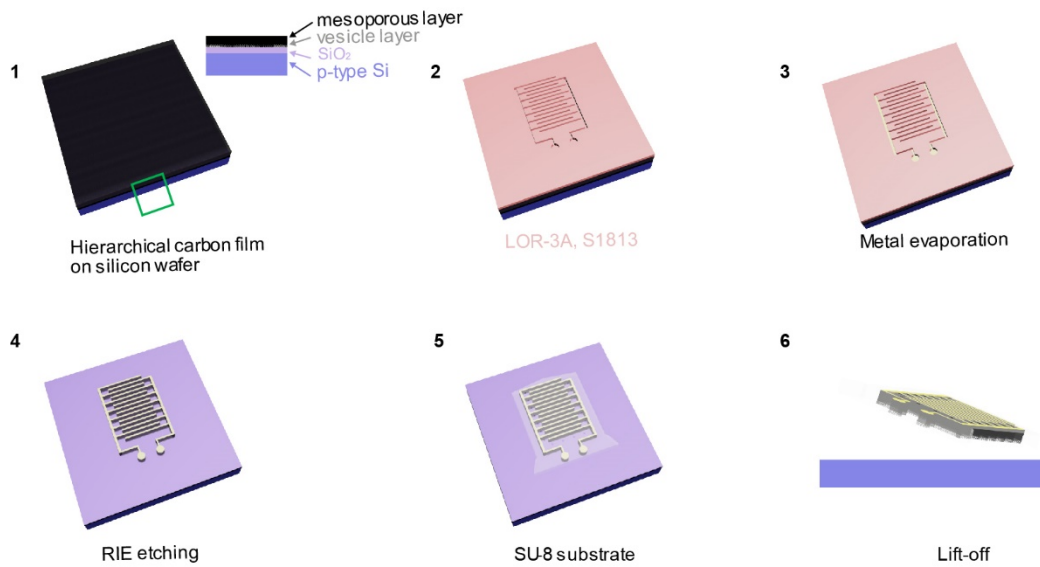 mesoporous layer
vesicle layer
SiO₂
p-type Si
1
2
3
Hierarchical carbon film
on silicon wafer
LOR-3A, S1813
Metal evaporation
4
5
6
RIE etching
SU-8 substrate
Lift-off